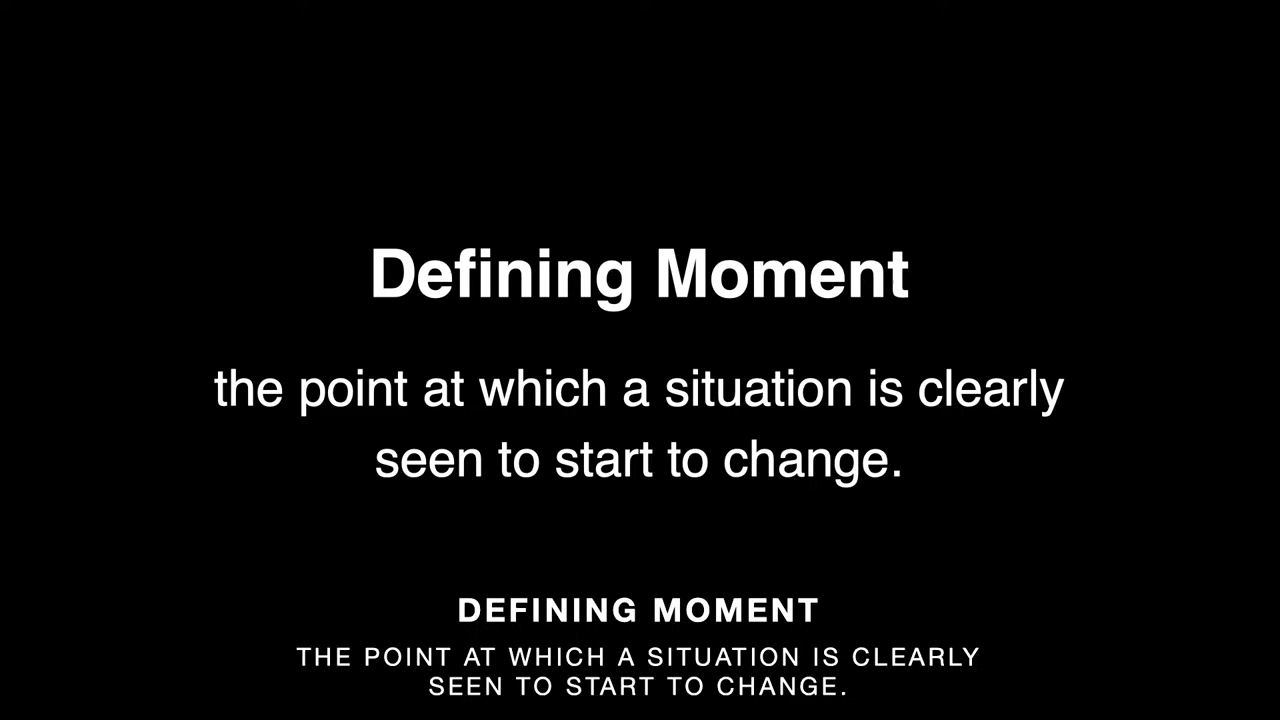 Defining Moment
the point at which a situation is clearly
seen to start to change.
DEFINING MOMENT
THE POINT AT WHICH A SITUATION IS CLEARLY
SEEN TO START TO CHANGE.